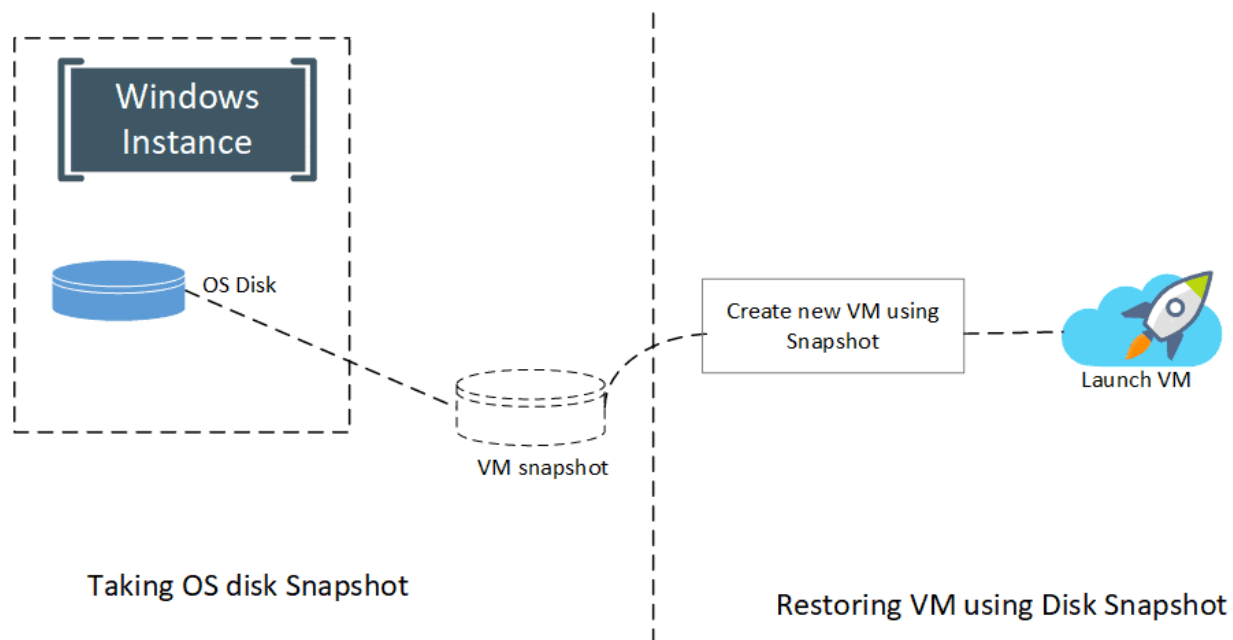 Windows
Instance
OS Disk
VM snapshot
Taking OS disk Snapshot
Create new VM using
Snapshot
Launch VM
Restoring VM using Disk Snapshot